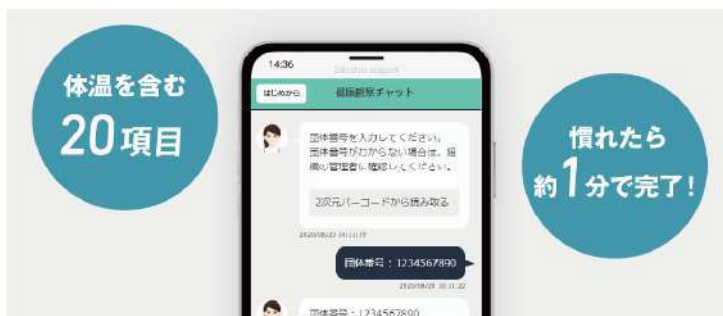 体温を含む
20項目
14:36
はじめから
健康観察チャット
団体番号を入力してください。
団体番号がわからない場合は、組
織の管理者に確認してください。
2次元バーコードから読み取る
団体番号：1234567890
団体番号：1234567890
慣れたら
約1分で完了!